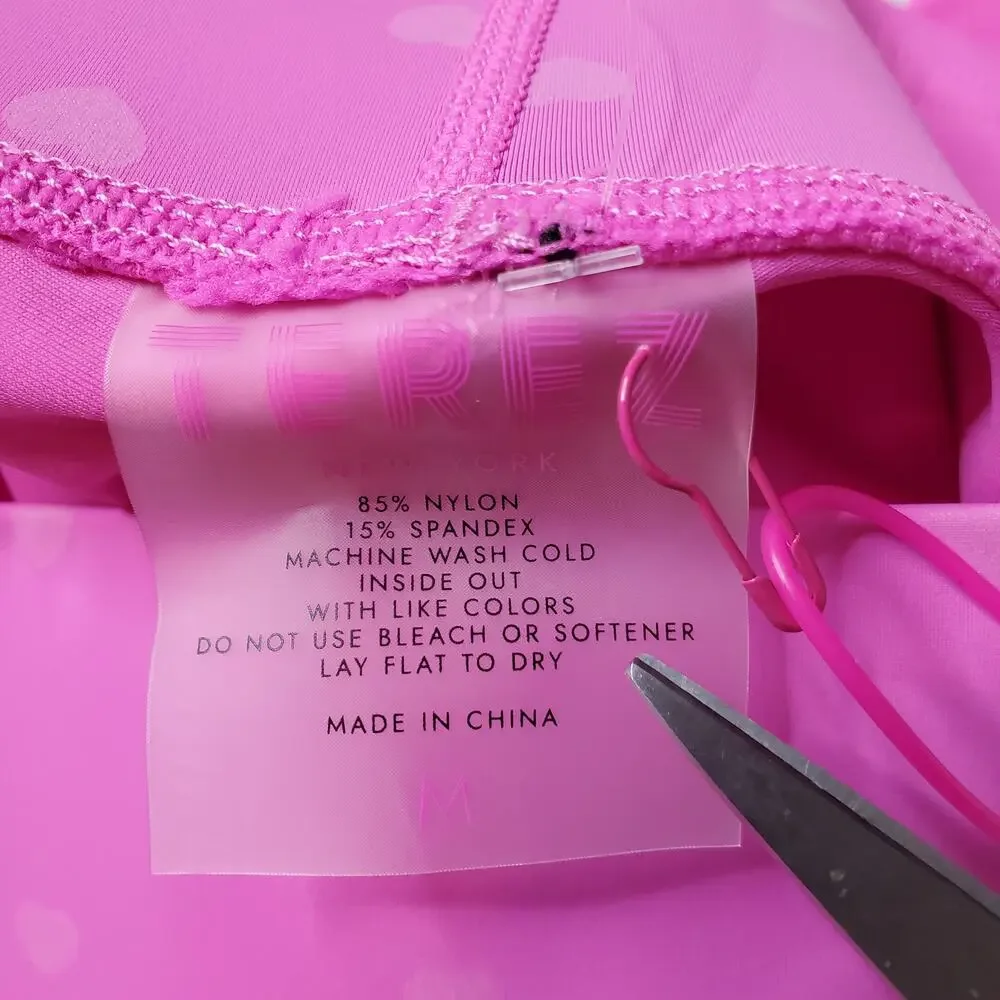 TEREZ
NEW YORK
85% NYLON
15% SPANDEX
MACHINE WASH COLD
INSIDE OUT
WITH LIKE COLORS
DO NOT USE BLEACH OR SOFTENER
LAY FLAT TO DRY
MADE IN CHINA
M